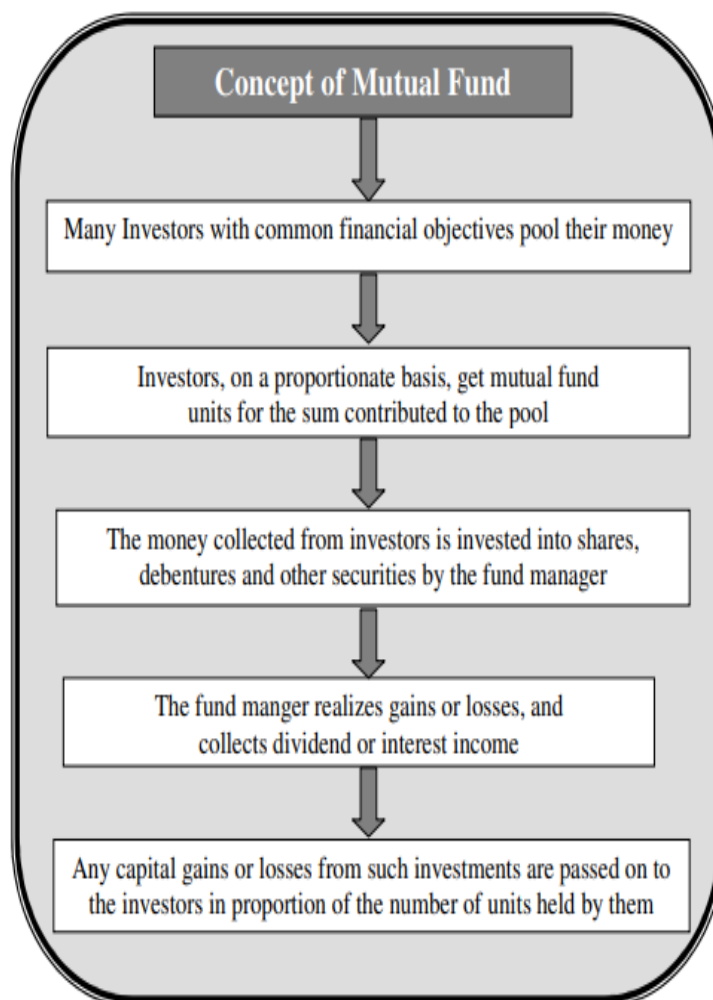 Concept of Mutual Fund
Many Investors with common financial objectives pool their money
Investors, on a proportionate basis, get mutual fund
units for the sum contributed to the pool
The money collected from investors is invested into shares,
debentures and other securities by the fund manager
The fund manger realizes gains or losses, and
collects dividend or interest income
Any capital gains or losses from such investments are passed on to
the investors in proportion of the number of units held by them